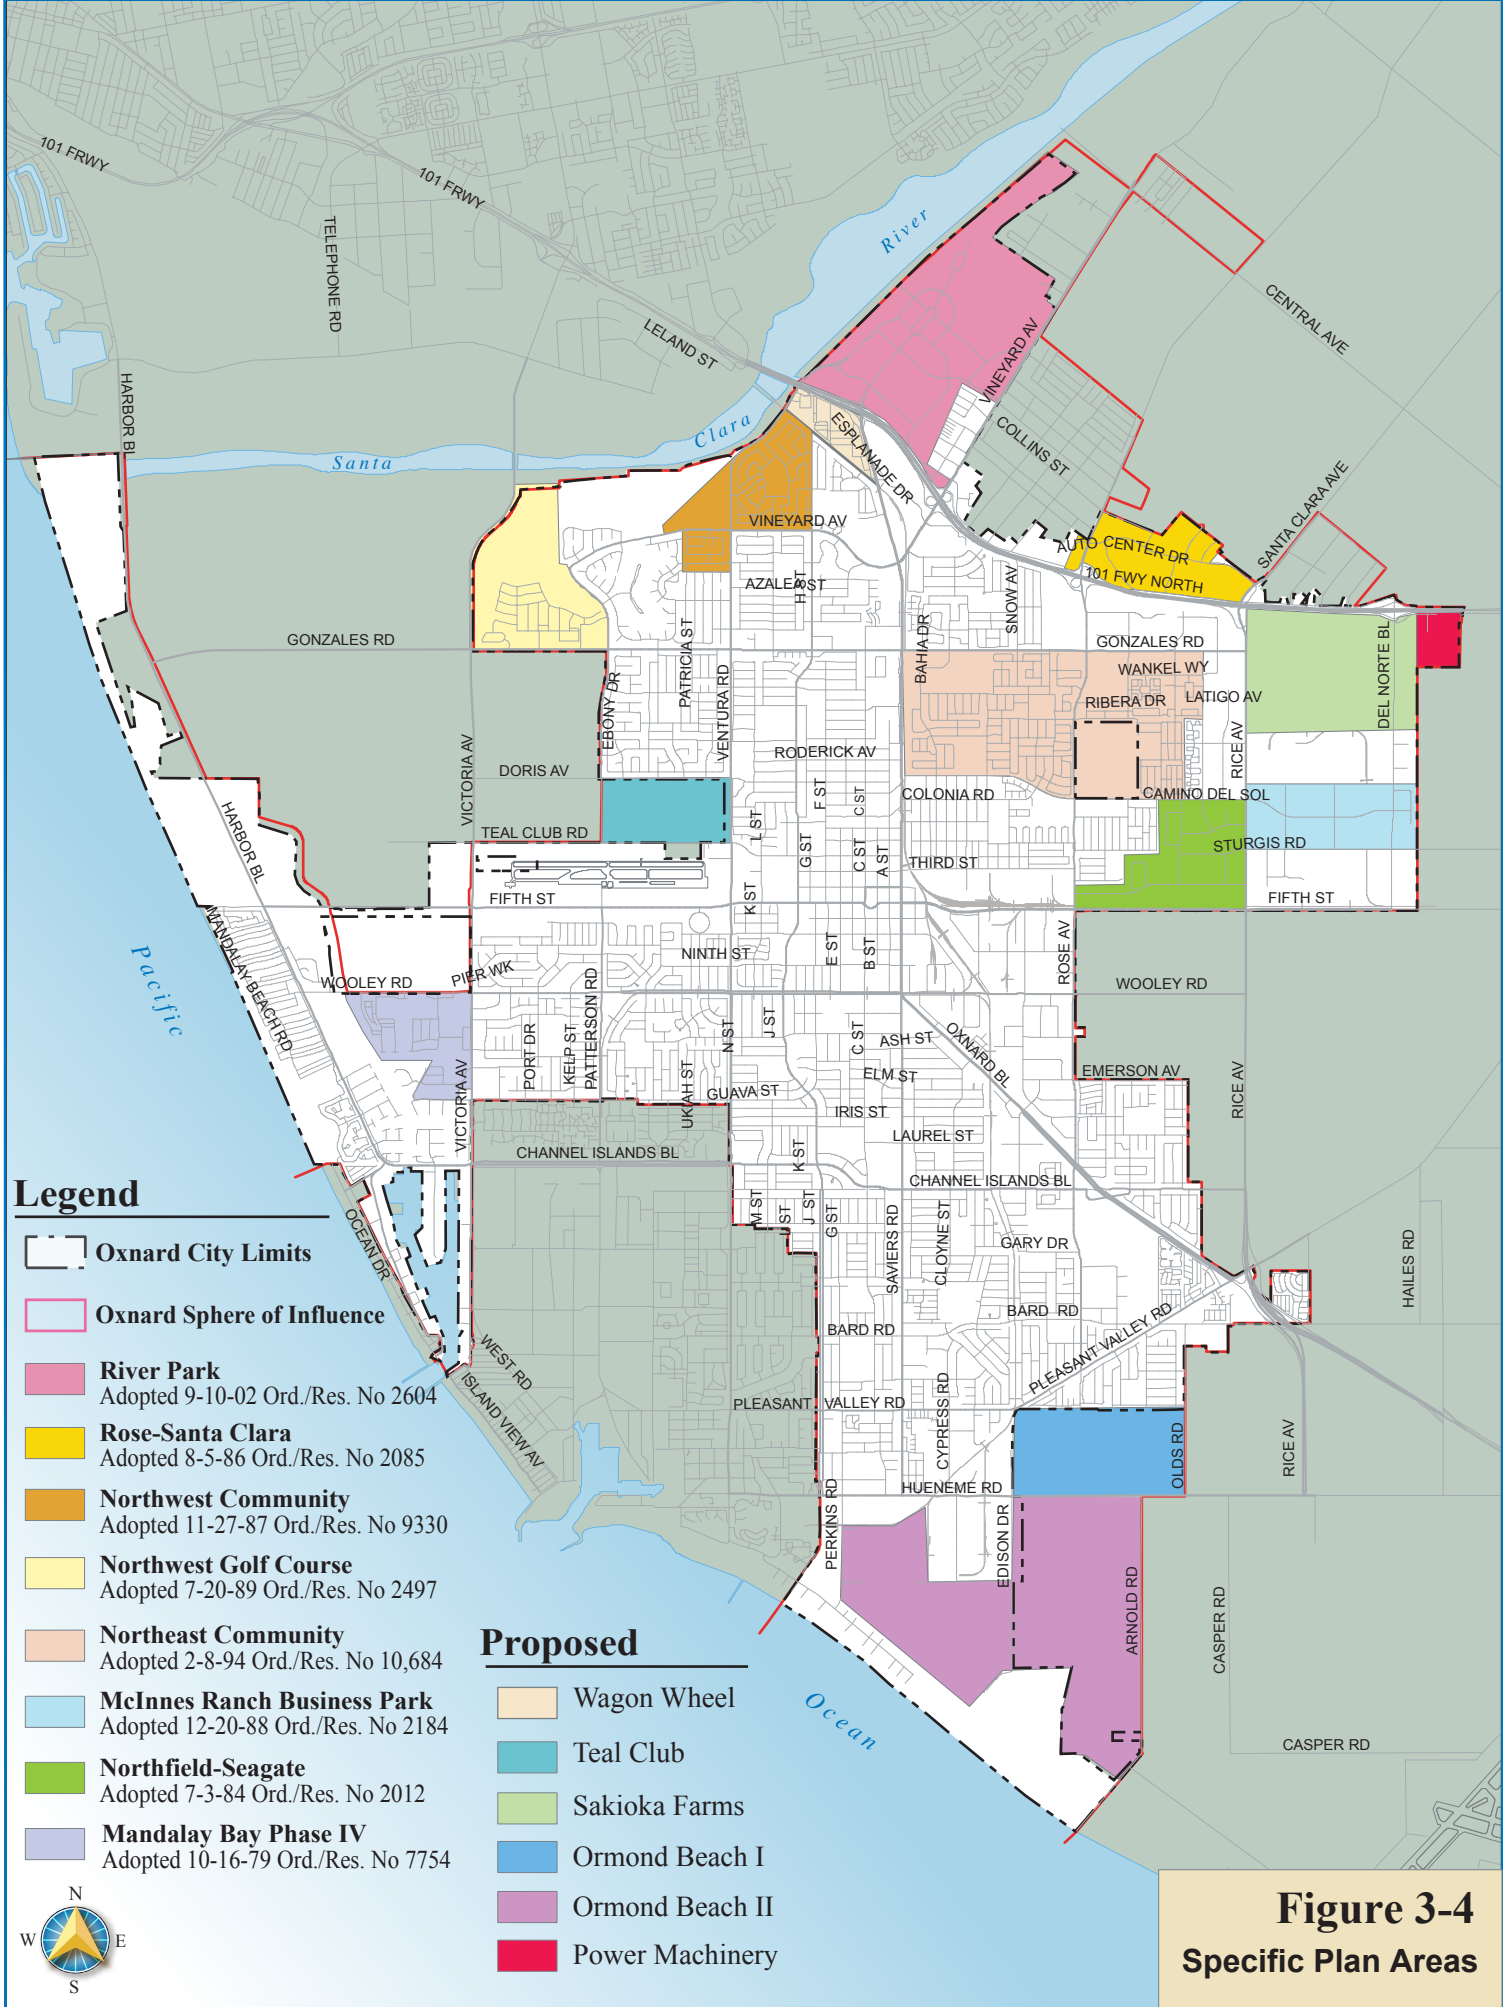 101 FRWY
101 FRWY
TELEPHONE RD
LELAND ST
River
CENTRAL AVE
VINEYARD AV
HARBOR BL
Clara
Santa
ESPLANADE DR
COLLINS ST
SANTA CLARA AVE
VINEYARD AV
AUTO CENTER DR
101 FWY NORTH
AZALEA ST
H ST
SNOW AV
GONZALES RD
PATRICIA ST
BAHIA DR
GONZALES RD
WANKEL WY
DEL NORTE BL
EBONY DR
VENTURA RD
RIBERA DR
LATIGO AV
VICTORIA AV
RODERICK AV
RICE AV
DORIS AV
F ST
C ST
COLONIA RD
CAMINO DEL SOL
HARBOR BL
TEAL CLUB RD
L ST
G ST
C ST
A ST
THIRD ST
STURGIS RD
FIFTH ST
K ST
FIFTH ST
MANDALAY BEACH RD
Pacific
NINTH ST
E ST
B ST
ROSE AV
WOOLEY RD
PIER WK
PATTERSON RD
WOOLEY RD
PORT DR
KELP ST
N ST
J ST
C ST
ASH ST
OXNARD BL
VICTORIA AV
UKIAH ST
GUAVA ST
ELM ST
EMERSON AV
RICE AV
IRIS ST
LAUREL ST
CHANNEL ISLANDS BL
K ST
CHANNEL ISLANDS BL
M ST
J ST
G ST
SAVIERS RD
CLOYNE ST
GARY DR
HAILES RD
OCEAN DR
BARD RD
BARD RD
PLEASANT VALLEY RD
WEST RD
ISLAND VIEW AV
PLEASANT VALLEY RD
CYPRESS RD
OLDS RD
RICE AV
HUENEME RD
PERKINS RD
EDISON DR
ARNOLD RD
CASPER RD
CASPER RD
Ocean
Legend
Oxnard City Limits
Oxnard Sphere of Influence
River Park
Adopted 9-10-02 Ord./Res. No 2604
Rose-Santa Clara
Adopted 8-5-86 Ord./Res. No 2085
Northwest Community
Adopted 11-27-87 Ord./Res. No 9330
Northwest Golf Course
Adopted 7-20-89 Ord./Res. No 2497
Northeast Community
Adopted 2-8-94 Ord./Res. No 10,684
McInnes Ranch Business Park
Adopted 12-20-88 Ord./Res. No 2184
Northfield-Seagate
Adopted 7-3-84 Ord./Res. No 2012
Mandalay Bay Phase IV
Adopted 10-16-79 Ord./Res. No 7754
Proposed
Wagon Wheel
Teal Club
Sakioka Farms
Ormond Beach I
Ormond Beach II
Power Machinery
N
W
E
S
Figure 3-4
Specific Plan Areas